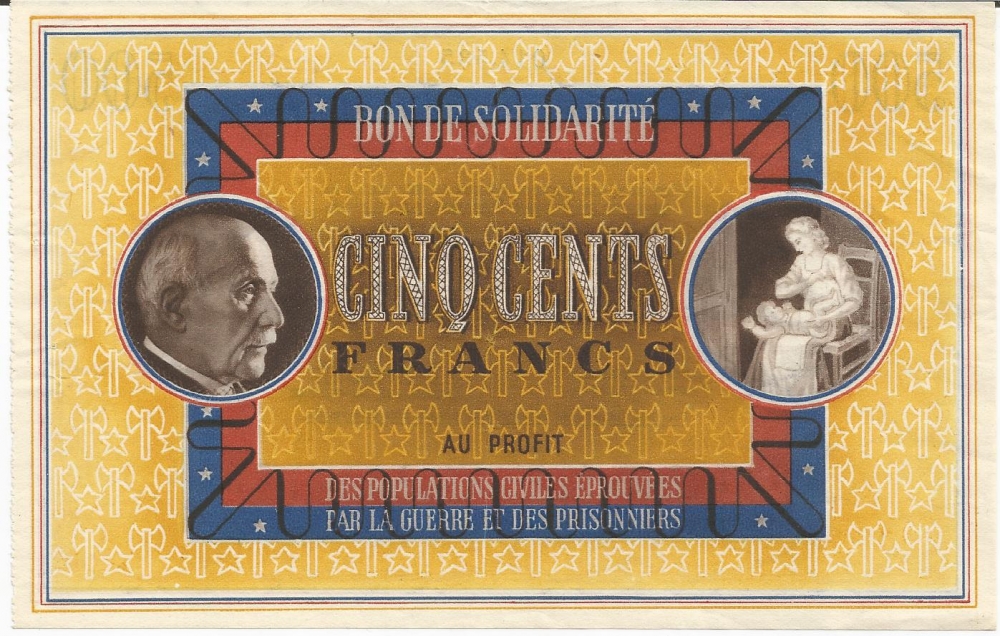 BON DE SOLIDARITÉ
CINQ CENTS
FRANCS
AU PROFIT
DES POPULATIONS CIVILES ÉPROUVÉES
PAR LA GUERRE ET DES PRISONNIERS